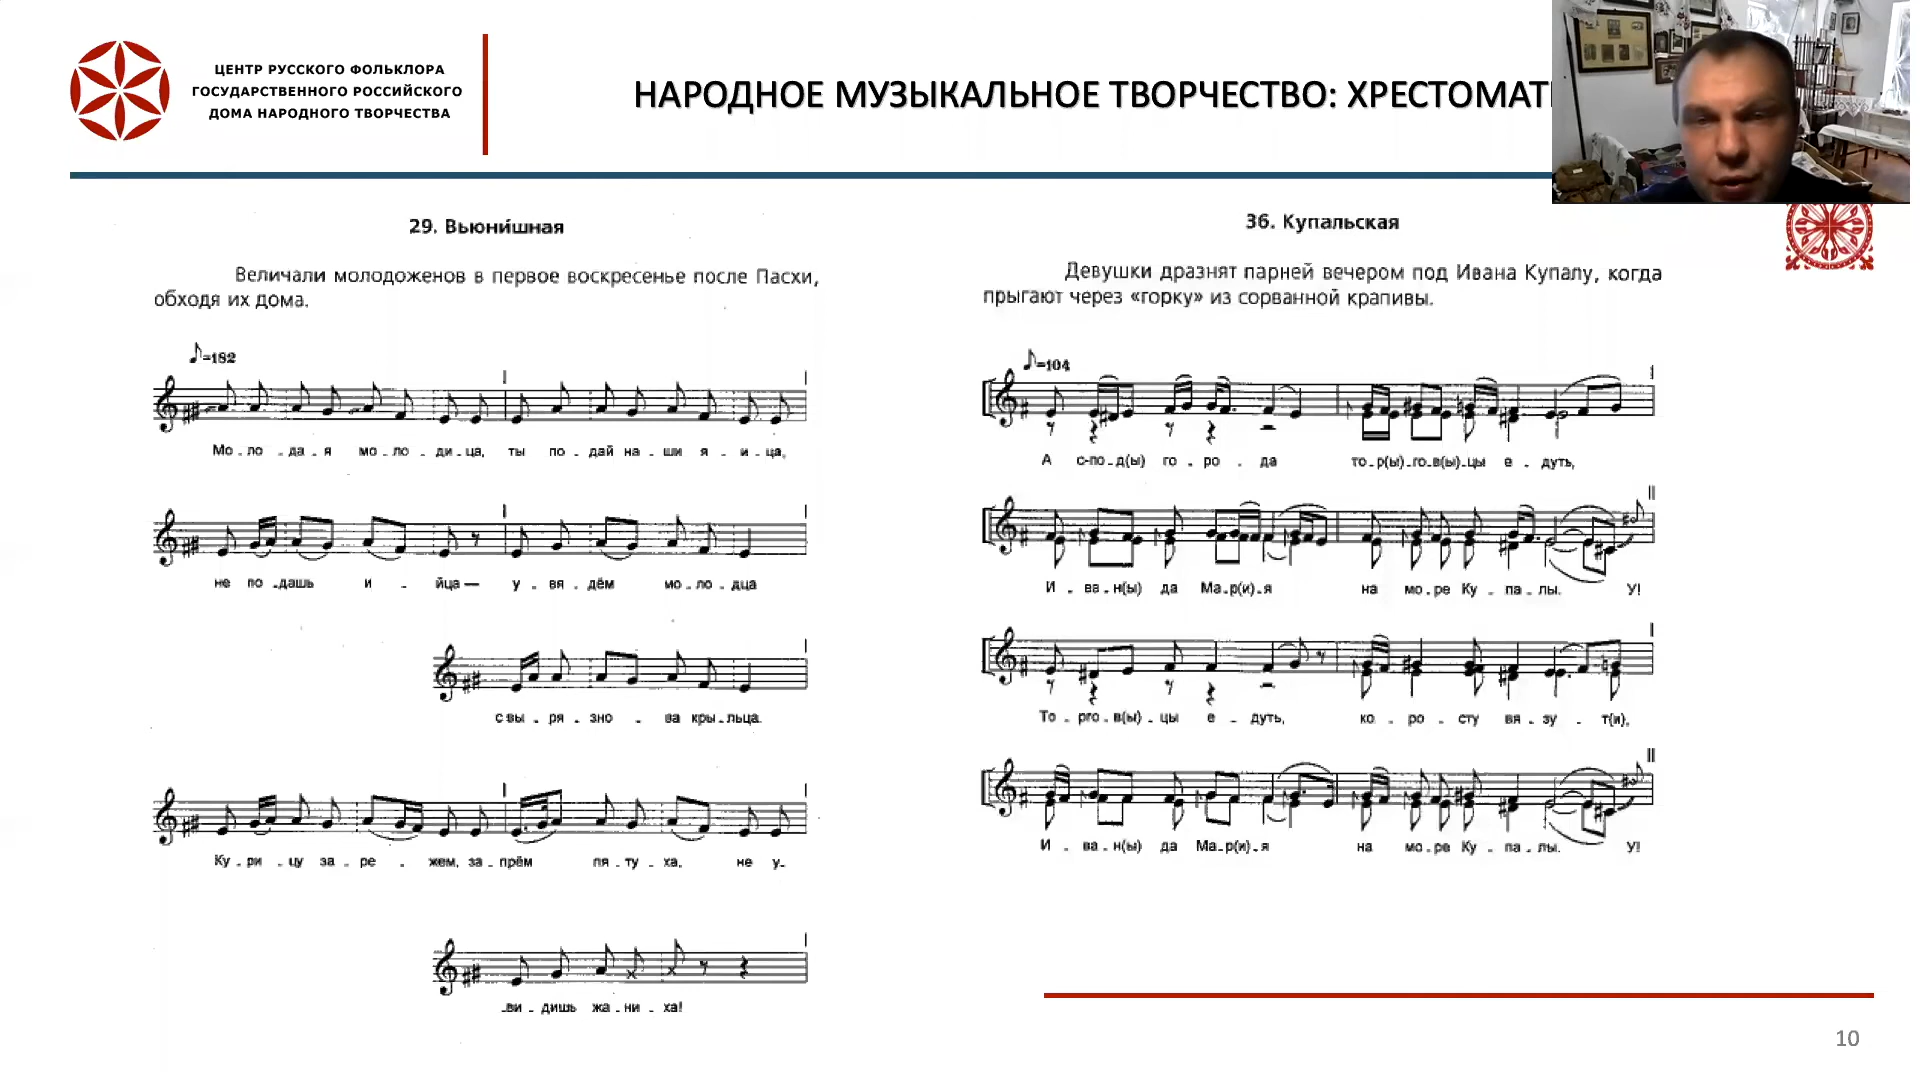 ЦЕНТР РУССКОГО ФОЛЬКЛОРА
ГОСУДАРСТВЕННОГО РОССИЙСКОГО
ДОМА НАРОДНОГО ТВОРЧЕСТВА
НАРОДНОЕ МУЗЫКАЛЬНОЕ ТВОРЧЕСТВО: ХРЕСТОМАТ
29. Вьюни́шная
Величали молодоженов в первое воскресенье после Пасхи,
обходя их дома.
♪=182
Мо-ло-да-я мо-ло-ди-ца, ты по-дай на-ши я-и-ца,
не по-дашь и-йца— у-вя-дём мо-ло-дца
с вы-ря-зно-ва кры-льца.
Ку-ри-цу за-ре-жем, за-прём пя-ту-ха, не у-
-ви-дишь жа-ни-ха!
36. Купальская
Девушки дразнят парней вечером под Ивана Купалу, когда
прыгают через «горку» из сорванной крапивы.
♪=104
А с-по-д(ы) го-ро-да то-р(ы)-го-в(ы)-цы е-дуть,
И-ва-н(ы) да Ма-р(и)-я на мо-ре Ку-па-лы. У!
То-рго-в(ы)-цы е-дуть, ко-ро-сту вя-зу-т(и),
И-ва-н(ы) да Ма-р(и)-я на мо-ре Ку-па-лы. У!
10